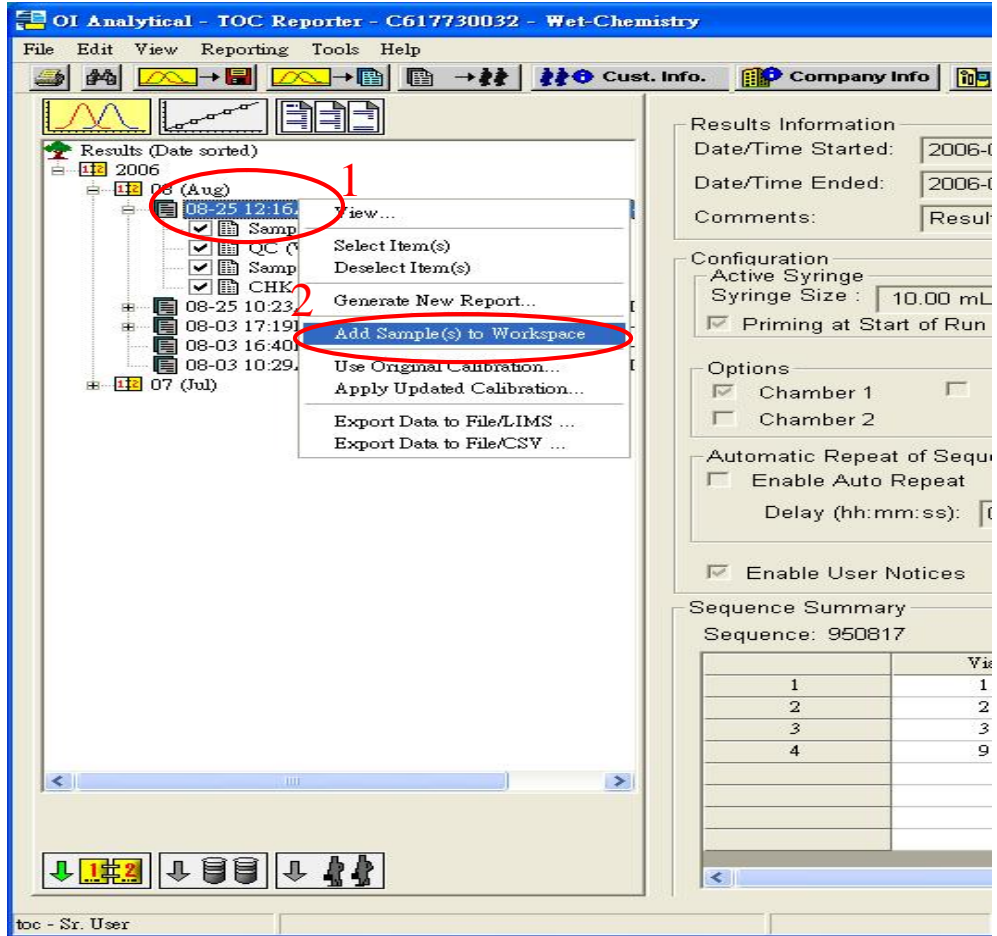 OI Analytical - TOC Reporter - C617730032 - Wet-Chemistry
File Edit View Reporting Tools Help
Cust. Info. Company Info
Results (Date sorted)
2006
08 (Aug)
1
08-25 12:16
Samp
QC
Samp
CHK
2
08-25 10:23
08-03 17:19
08-03 16:40
08-03 10:29
07 (Jul)
View...
Select Item(s)
Deselect Item(s)
Generate New Report...
Add Sample(s) to Workspace
Use Original Calibration...
Apply Updated Calibration...
Export Data to File/LIMS ...
Export Data to File/CSV ...
1 2
toc - Sr. User
Results Information
Date/Time Started: 2006-0
Date/Time Ended: 2006-0
Comments: Result
Configuration
Active Syringe
Syringe Size : 10.00 mL
Priming at Start of Run
Options
Chamber 1
Chamber 2
Automatic Repeat of Seque
Enable Auto Repeat
Delay (hh:mm:ss):
Enable User Notices
Sequence Summary
Sequence: 950817
Via
1 1
2 2
3 3
4 9